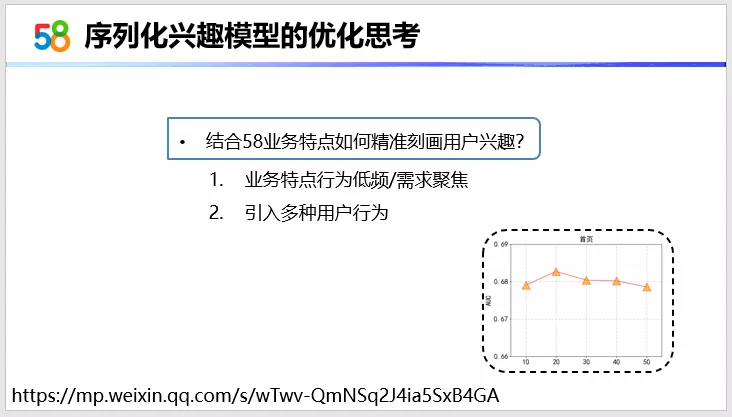 58 序列化兴趣模型的优化思考
• 结合58业务特点如何精准刻画用户兴趣?
1. 业务特点行为低频/需求聚焦
2. 引入多种用户行为
首页
0.69
0.68
0.67
0.66
AUC
10 20 30 40 50
https://mp.weixin.qq.com/s/wTwv-QmNSq2J4ia5SxB4GA